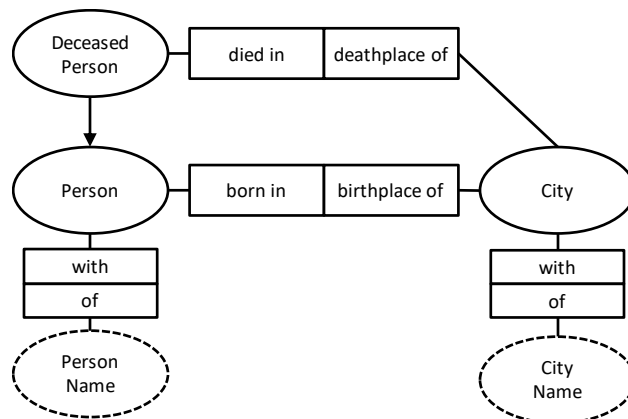 Deceased
Person
died in
deathplace of
Person
born in
birthplace of
City
with
of
with
of
Person
Name
City
Name